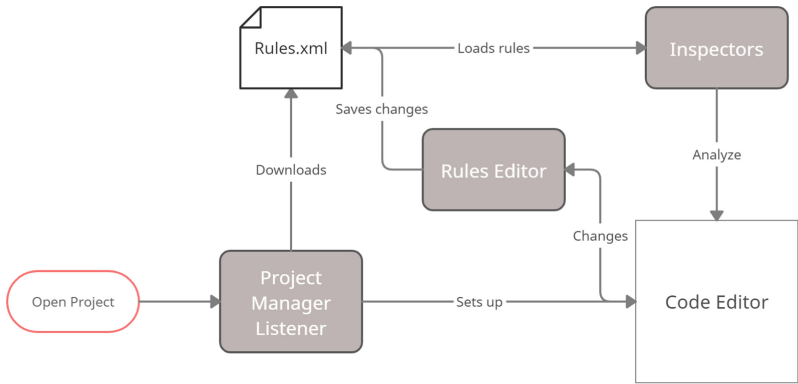 Rules.xml
Loads rules
Inspectors
Saves changes
Downloads
Rules Editor
Analyze
Changes
Open Project
Project
Manager
Listener
Sets up
Code Editor